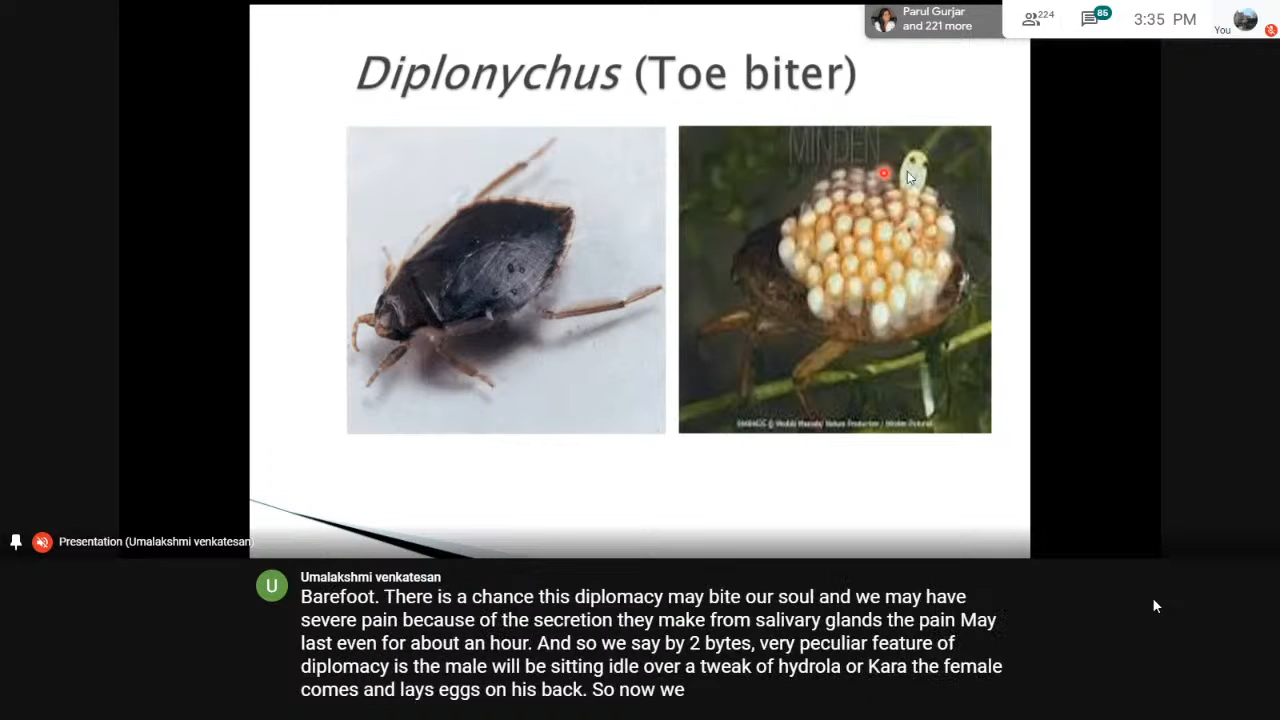 Parul Gurjar
and 221 more
224
85
3:35 PM
You
Diplonychus (Toe biter)
MINDEN
Presentation (Umalakshmi venkatesan)
U
Umalakshmi venkatesan
Barefoot. There is a chance this diplomacy may bite our soul and we may have
severe pain because of the secretion they make from salivary glands the pain May
last even for about an hour. And so we say by 2 bytes, very peculiar feature of
diplomacy is the male will be sitting idle over a tweak of hydrola or Kara the female
comes and lays eggs on his back. So now we